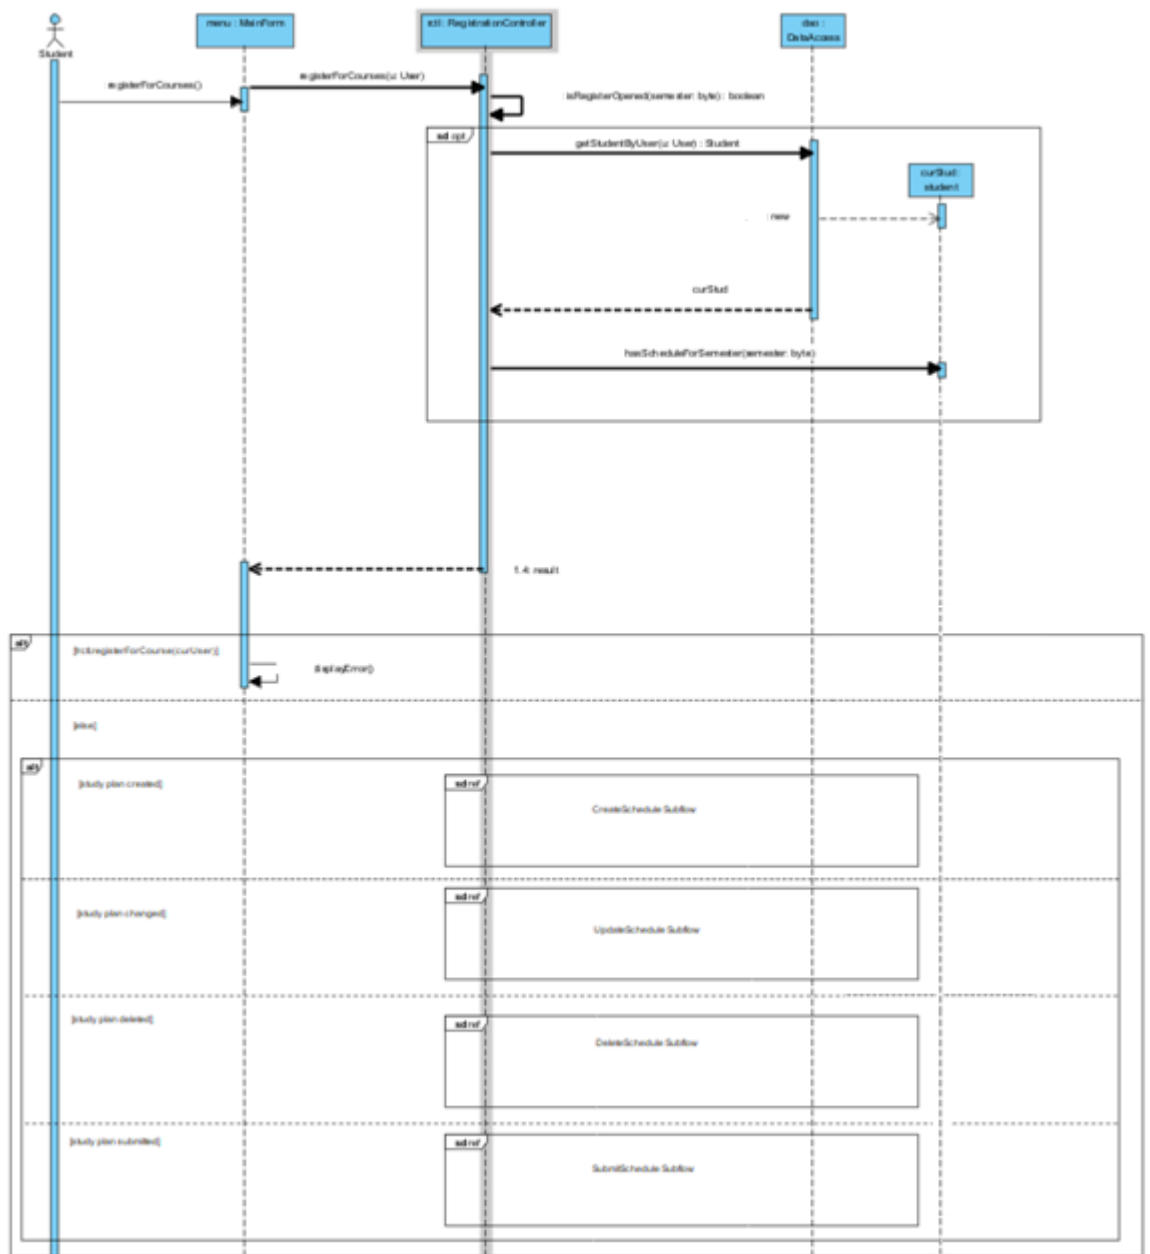 Student
menu : MainForm
rctl: RegistrationController
dao :
DataAccess
registerForCourses()
registerForCourses(u: User)
isRegisterOpened(semester: byte) : boolean
sd opt
getStudentByUser(u: User) : Student
curStud:
student
: new
curStud
hasScheduleForSemester(semester: byte)
1.4: result
alt
displayError()
[else]
alt
[study plan created]
sd ref
CreateSchedule Subflow
[study plan changed]
sd ref
UpdateSchedule Subflow
[study plan deleted]
sd ref
DeleteSchedule Subflow
[study plan submitted]
sd ref
SubmitSchedule Subflow